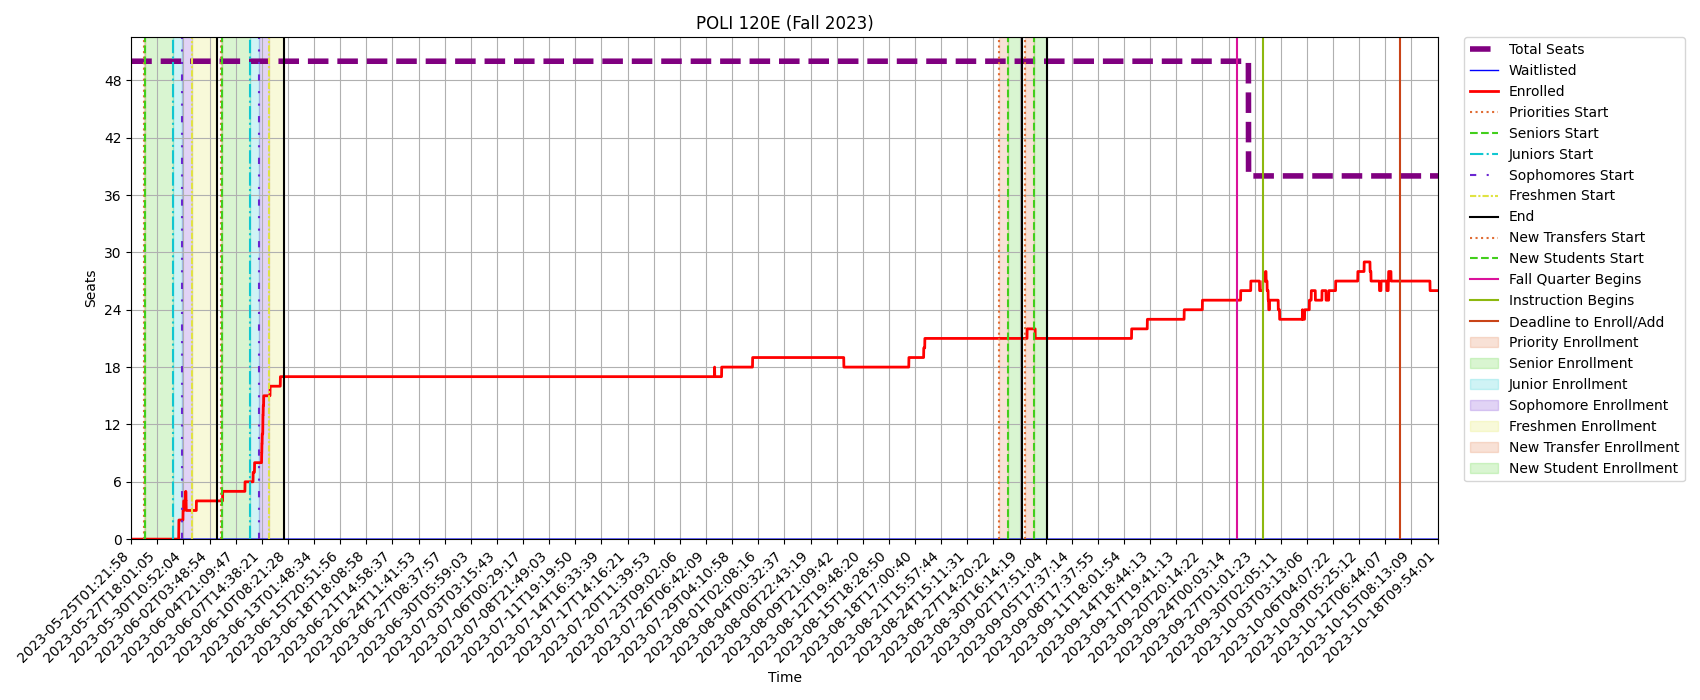 POLI 120E (Fall 2023)
Seats
48
42
36
30
24
18
12
6
0
2023-05-25T01:21:58
2023-05-27T18:01:05
2023-05-30T10:52:04
2023-06-02T03:48:54
2023-06-04T21:09:47
2023-06-07T14:38:21
2023-06-10T08:21:28
2023-06-13T01:48:34
2023-06-15T20:51:56
2023-06-18T18:08:58
2023-06-21T14:58:37
2023-06-24T11:41:53
2023-06-27T08:37:57
2023-06-30T05:59:03
2023-07-03T03:15:43
2023-07-06T00:29:17
2023-07-08T21:49:03
2023-07-11T19:19:50
2023-07-14T16:33:39
2023-07-17T14:16:21
2023-07-20T11:39:53
2023-07-23T09:02:06
2023-07-26T06:42:09
2023-07-29T04:10:58
2023-08-01T02:08:16
2023-08-04T00:32:37
2023-08-06T22:43:19
2023-08-09T21:09:42
2023-08-12T19:48:20
2023-08-15T18:28:50
2023-08-18T17:00:40
2023-08-21T15:57:44
2023-08-24T15:11:31
2023-08-27T14:20:22
2023-08-30T16:14:19
2023-09-02T17:51:04
2023-09-05T17:37:14
2023-09-08T17:37:55
2023-09-11T18:01:54
2023-09-14T18:44:13
2023-09-17T19:41:13
2023-09-20T20:14:22
2023-09-24T00:03:14
2023-09-27T01:01:23
2023-09-30T02:05:11
2023-10-03T03:13:06
2023-10-06T04:07:22
2023-10-09T05:25:12
2023-10-12T06:44:07
2023-10-15T08:13:09
2023-10-18T09:54:01
Time
Total Seats
Waitlisted
Enrolled
Priorities Start
Seniors Start
Juniors Start
Sophomores Start
Freshmen Start
End
New Transfers Start
New Students Start
Fall Quarter Begins
Instruction Begins
Deadline to Enroll/Add
Priority Enrollment
Senior Enrollment
Junior Enrollment
Sophomore Enrollment
Freshmen Enrollment
New Transfer Enrollment
New Student Enrollment